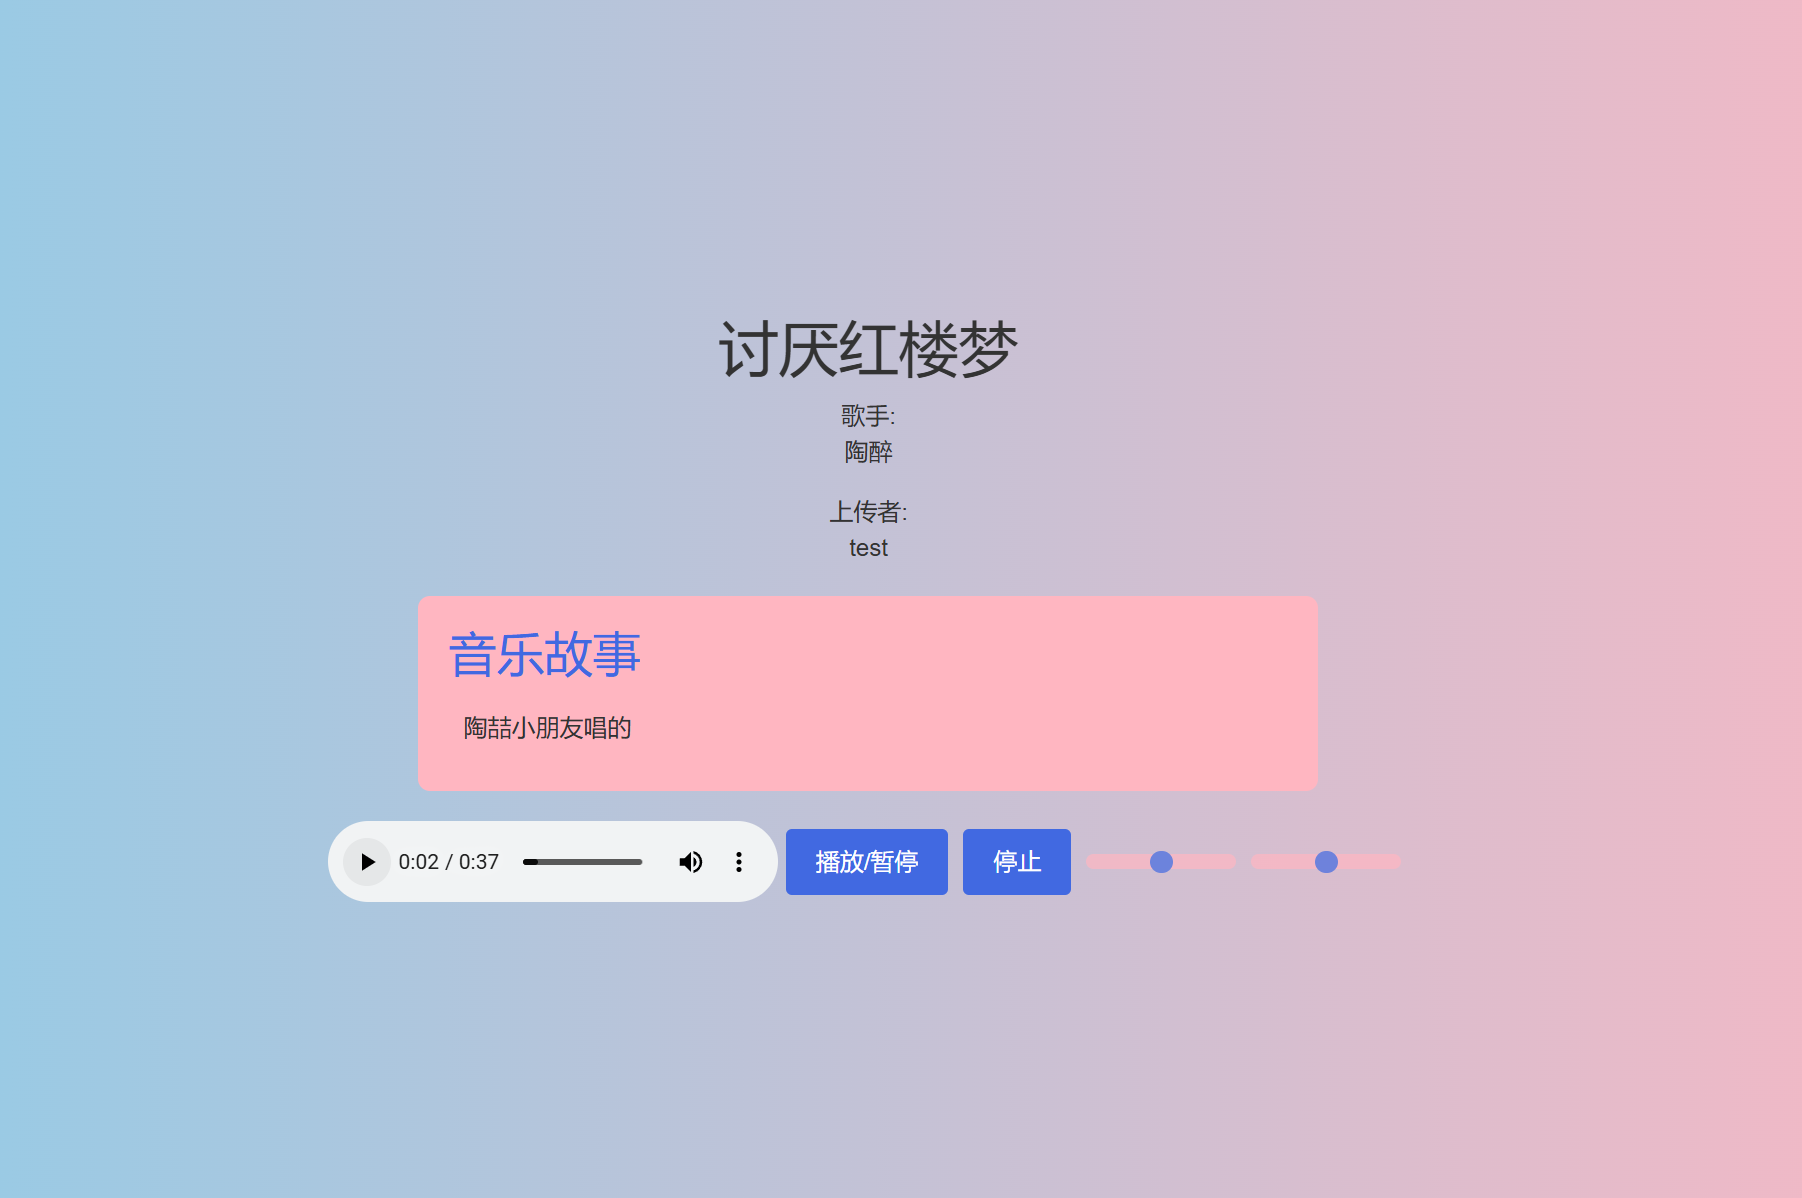 讨厌红楼梦
歌手:
陶醉
上传者:
test
音乐故事
陶喆小朋友唱的
0:02 / 0:37
播放/暂停
停止